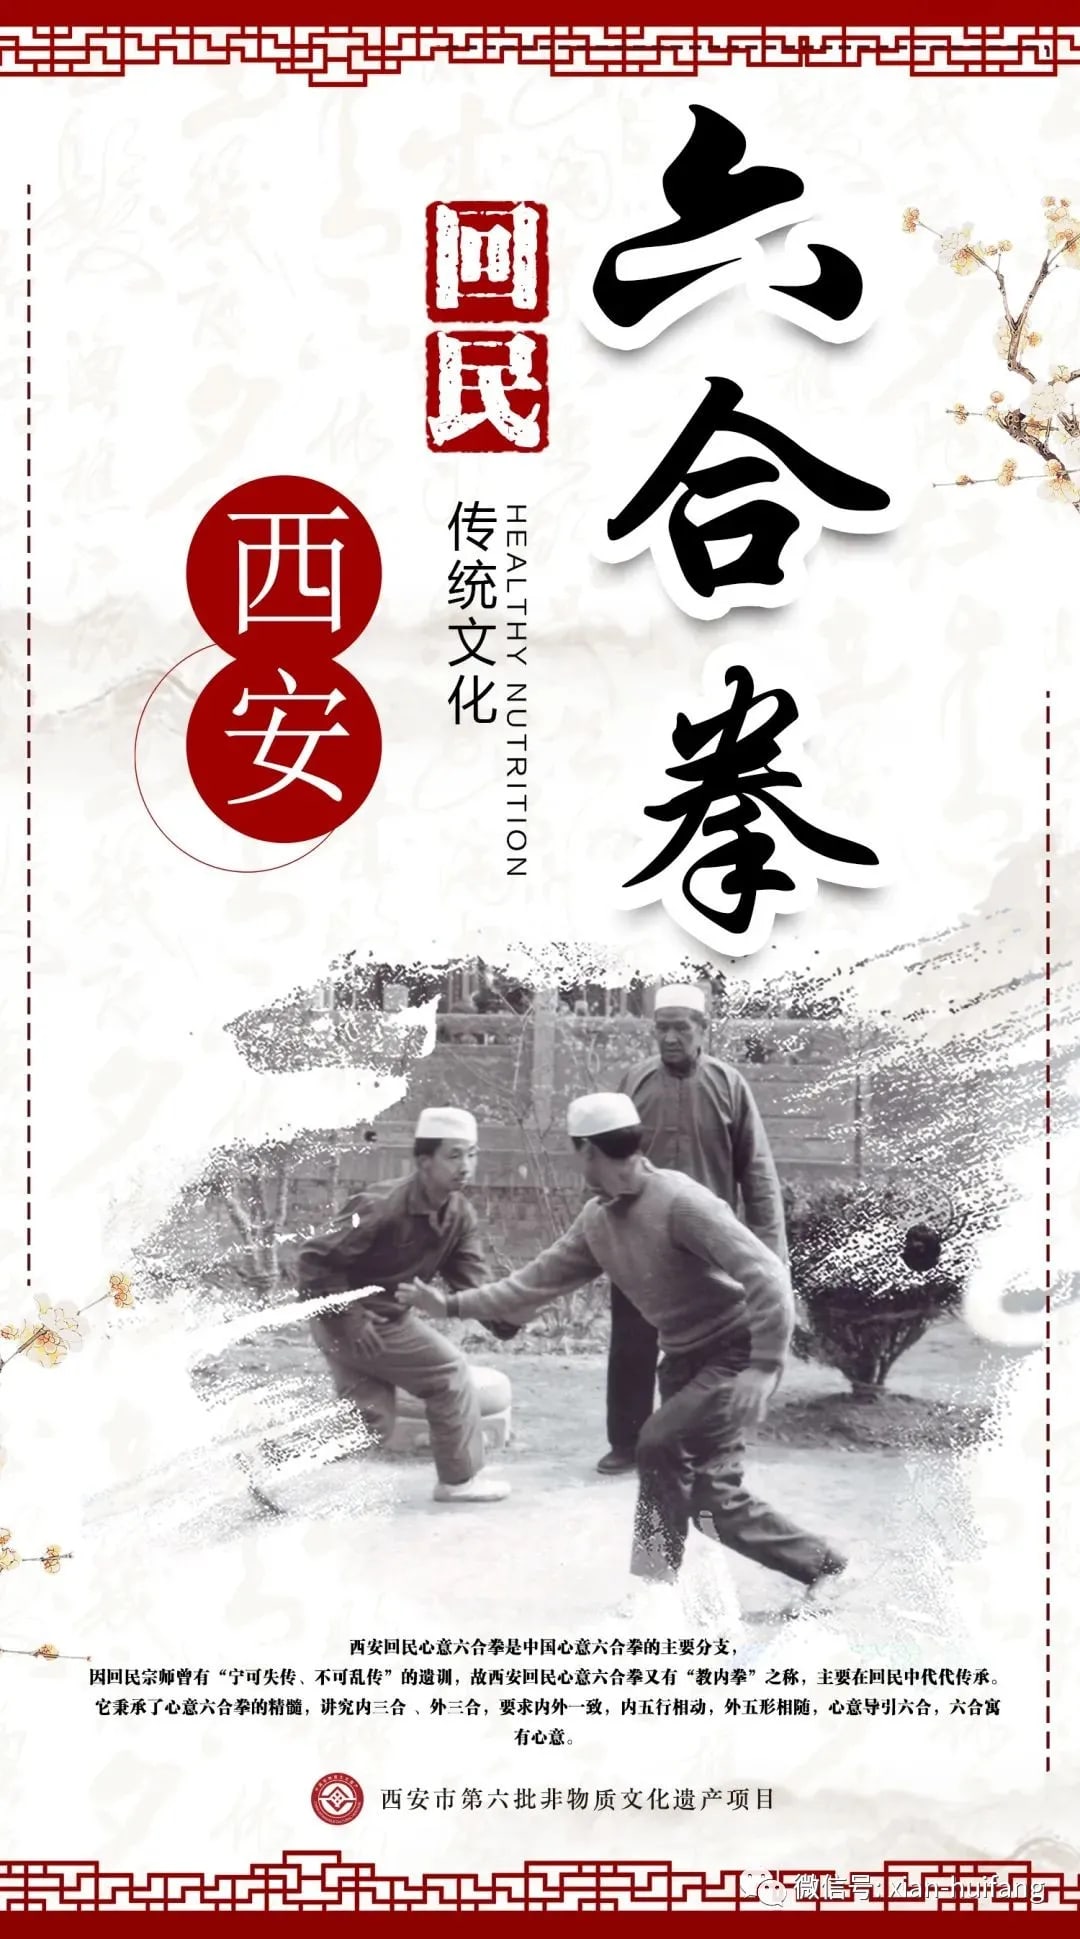 六合拳
回民
传统文化
HEALTHY NUTRITION
西安
西安回民心意六合拳是中国心意六合拳的主要分支，
因回民宗师曾有“宁可失传、不可乱传”的遗训，故西安回民心意六合拳又有“教内拳”之称，主要在回民中代代传承。
它秉承了心意六合拳的精髓，讲究内三合 、外三合，要求内外一致，内五行相动，外五形相随，心意导引六合，六合寓
有心意。
西安市第六批非物质文化遗产项目
微信号: xian-huifang